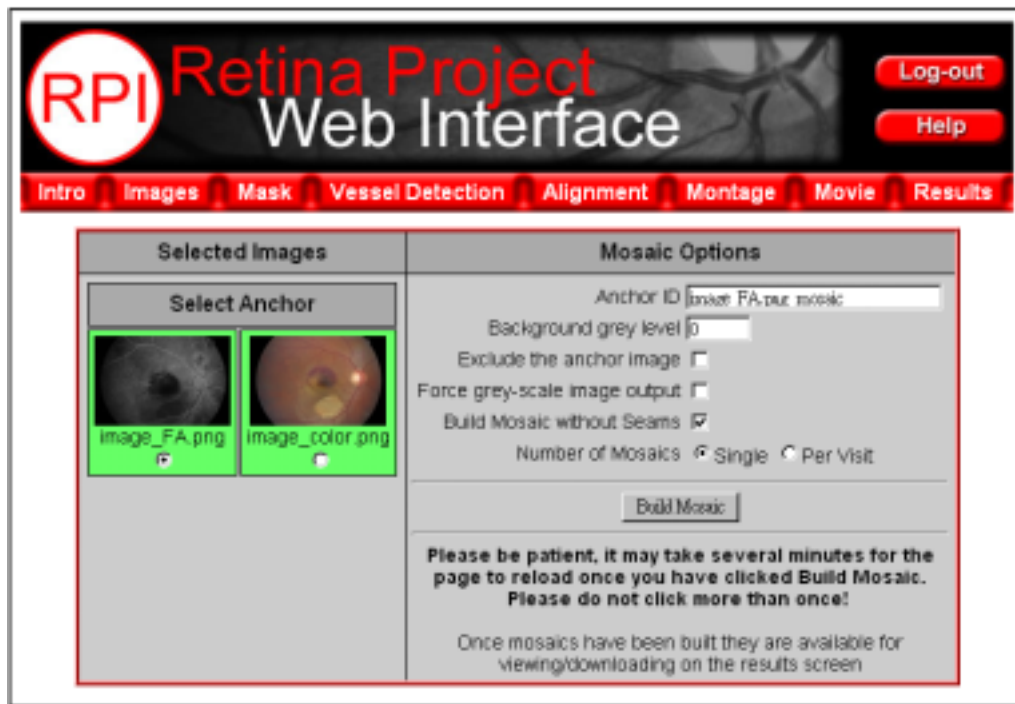 RPI
Retina Project
Web Interface
Log-out
Help
Intro Images Mask Vessel Detection Alignment Montage Movie Results
Selected Images
Select Anchor
image_FA.png image_color.png
Mosaic Options
Anchor ID image FA.png mosaic
Background grey level 0
Exclude the anchor image
Force grey-scale image output
Build Mosaic without Seams
Number of Mosaics Single Per Visit
Build Mosaic
Please be patient, it may take several minutes for the
page to reload once you have clicked Build Mosaic.
Please do not click more than once!
Once mosaics have been built they are available for
viewing/downloading on the results screen